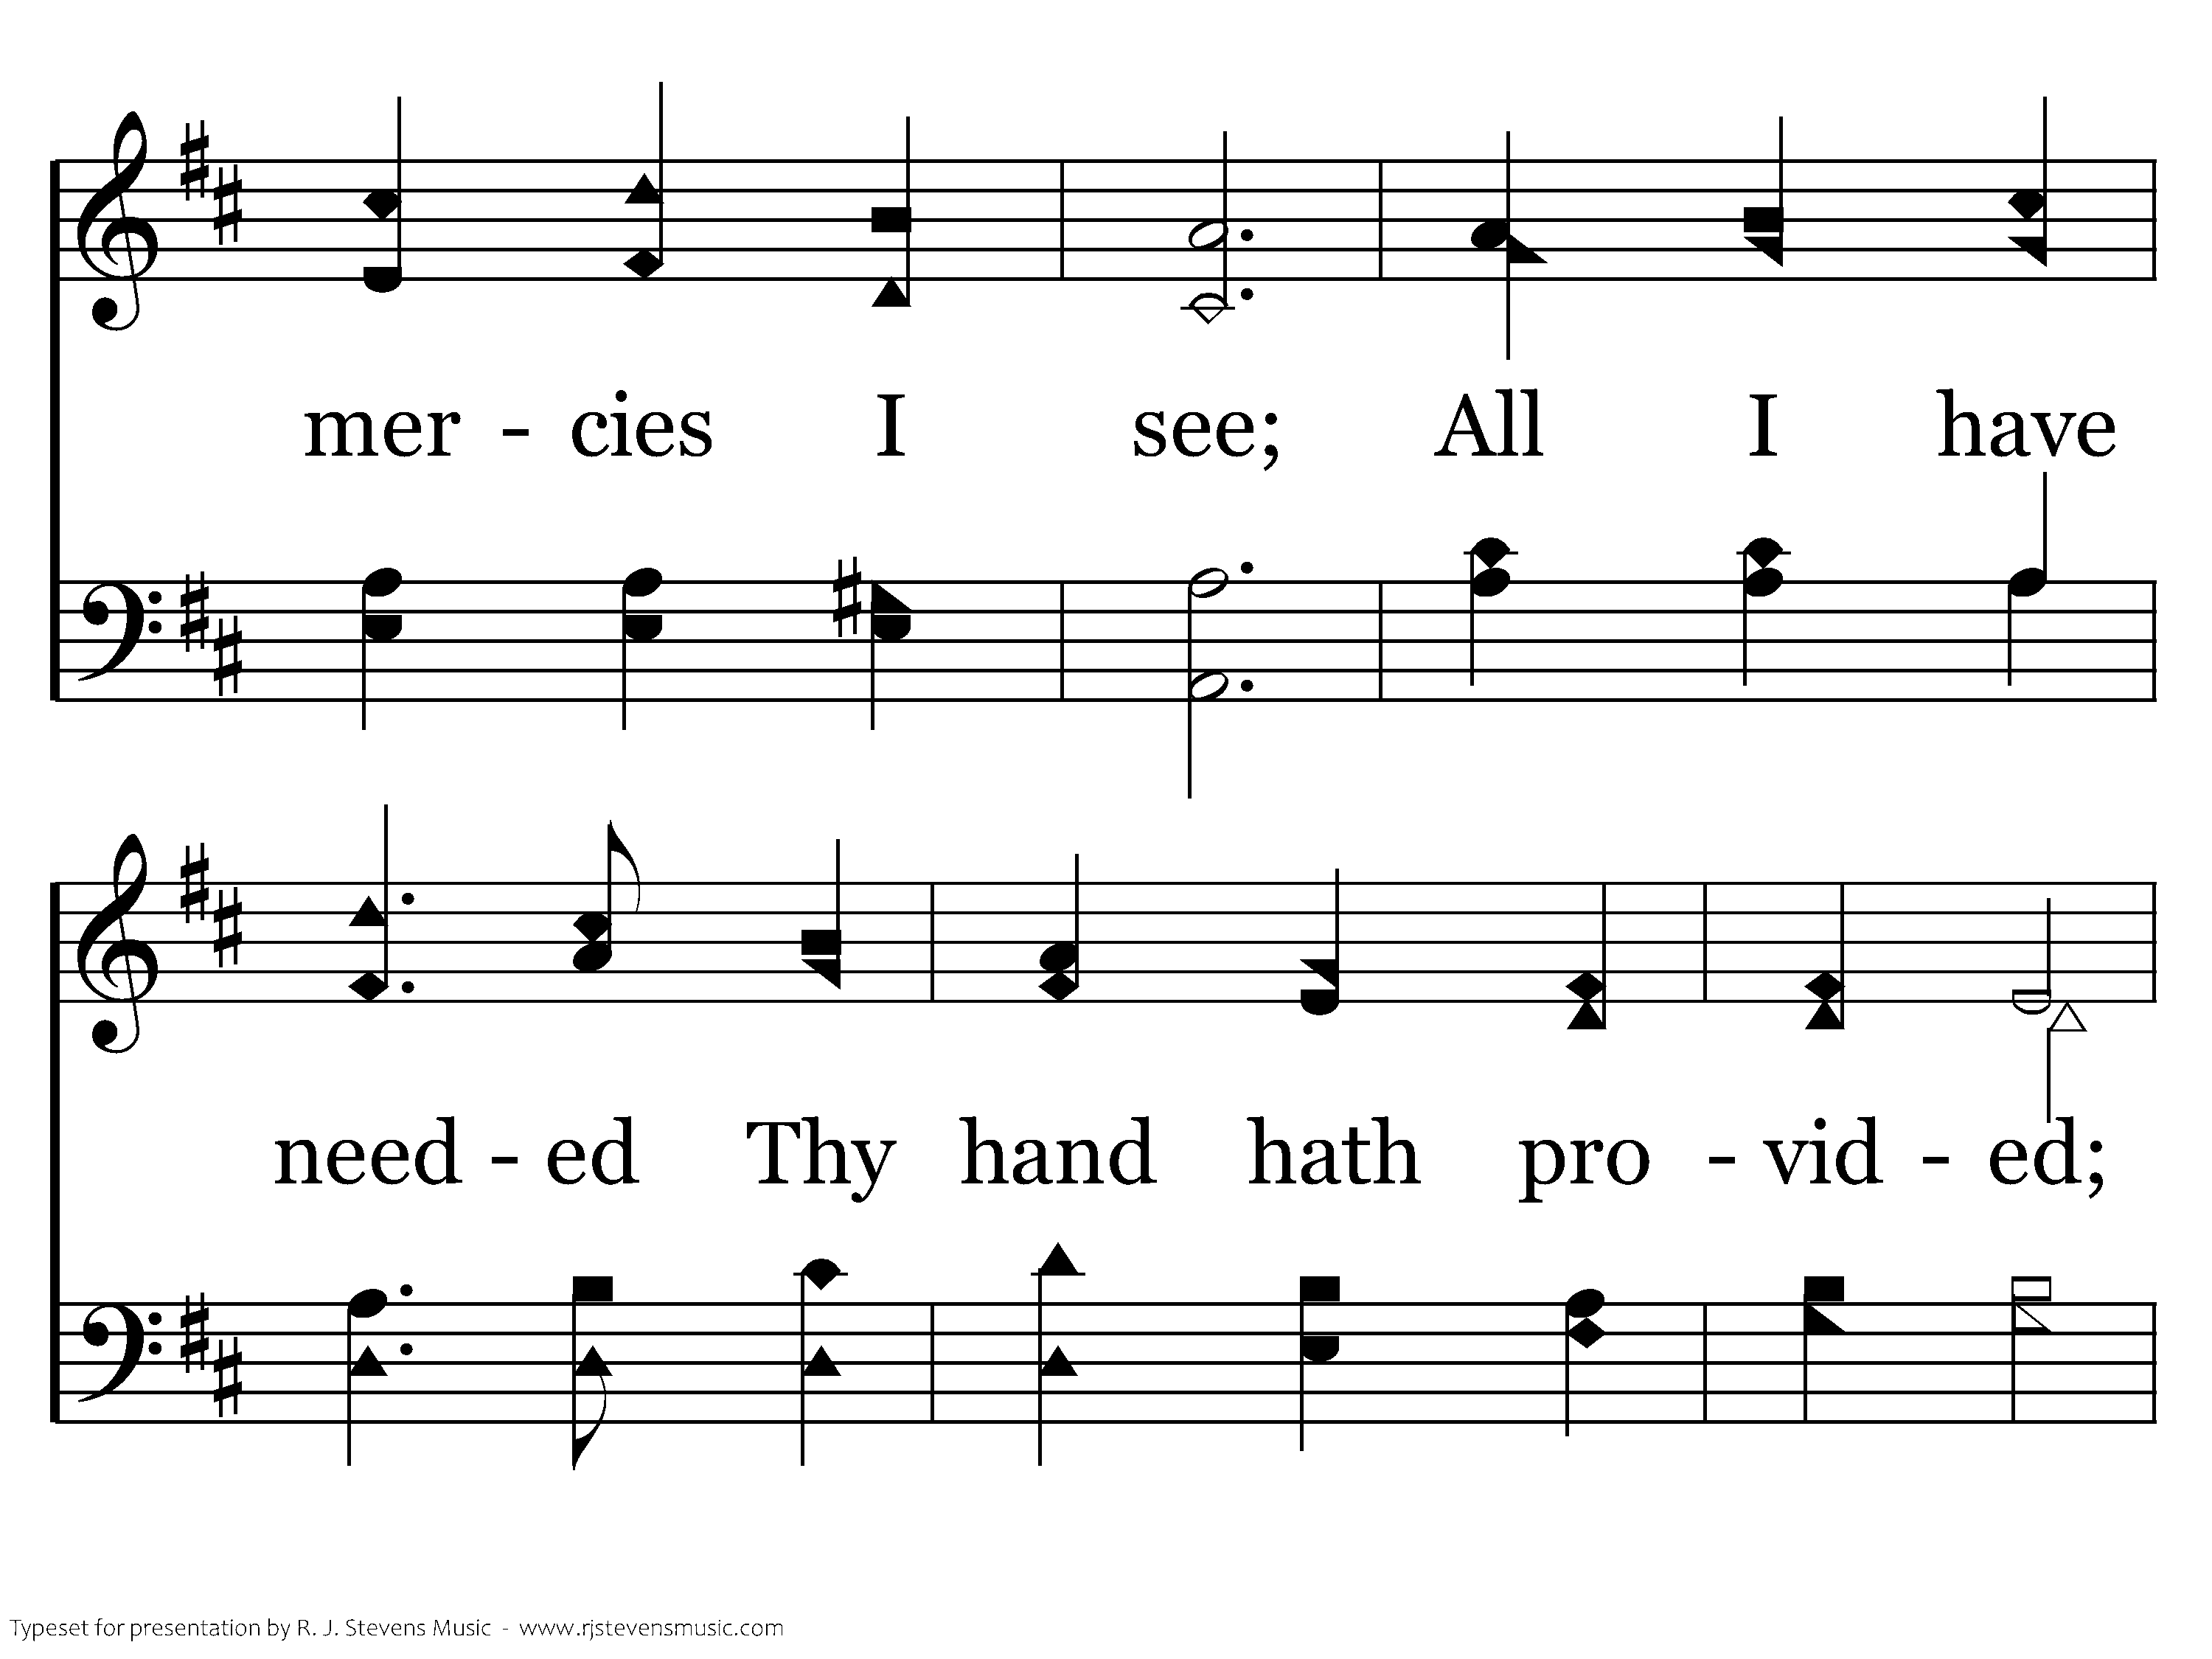 mer - cies I see; All I have
need - ed Thy hand hath pro - vid - ed;
Typeset for presentation by R. J. Stevens Music - www.rjstevensmusic.com